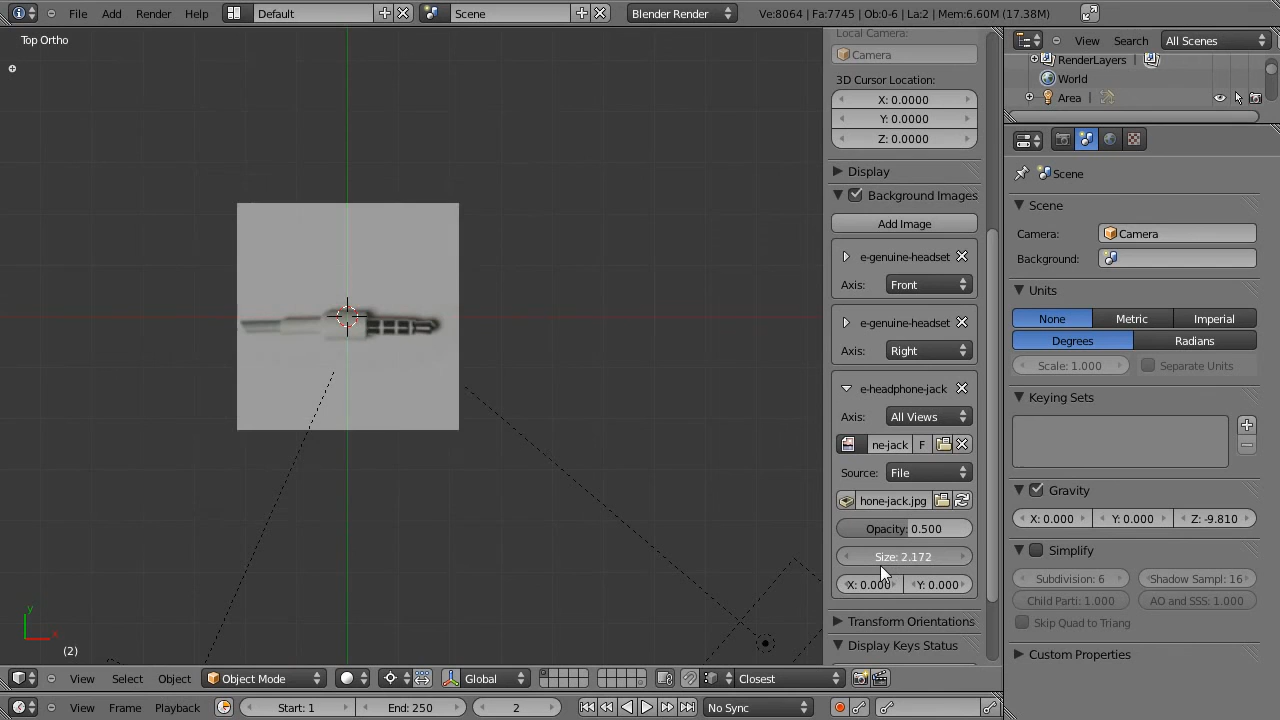 File Add Render Help Default Scene Blender Render Ve:8064 | Fa:7745 | Ob:0-6 | La:2 | Mem:6.60M (17.38M)
Top Ortho
Local Camera:
Camera
3D Cursor Location:
X: 0.0000
Y: 0.0000
Z: 0.0000
Display
Background Images
Add Image
e-genuine-headset
Axis: Front
e-genuine-headset
Axis: Right
e-headphone-jack
Axis: All Views
ne-jack F
Source: File
hone-jack.jpg
Opacity: 0.500
Size: 2.172
X: 0.000 Y: 0.000
Transform Orientations
Display Keys Status
View Search All Scenes
RenderLayers |
World
Area |
Scene
Scene
Camera: Camera
Background:
Units
None Metric Imperial
Degrees Radians
Scale: 1.000 Separate Units
Keying Sets
Gravity
X: 0.000 Y: 0.000 Z: -9.810
Simplify
Subdivision: 6 Shadow Sampl: 16
Child Parti: 1.000 AO and SSS: 1.000
Skip Quad to Triang
Custom Properties
y
x
(2)
View Select Object Object Mode Global Closest
View Frame Playback Start: 1 End: 250 2 No Sync